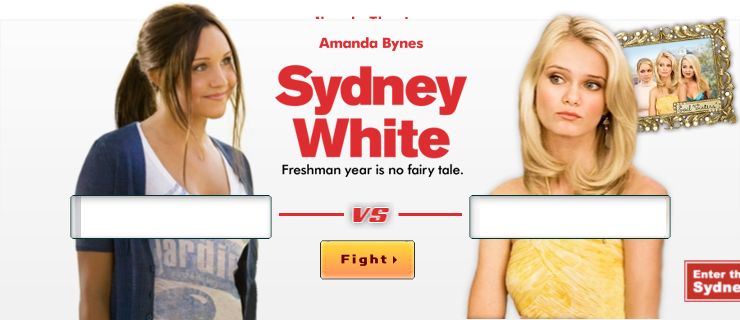 Amanda Bynes
Sydney
White
Freshman year is no fairy tale.
vs
Fight
Enter th
Sydne